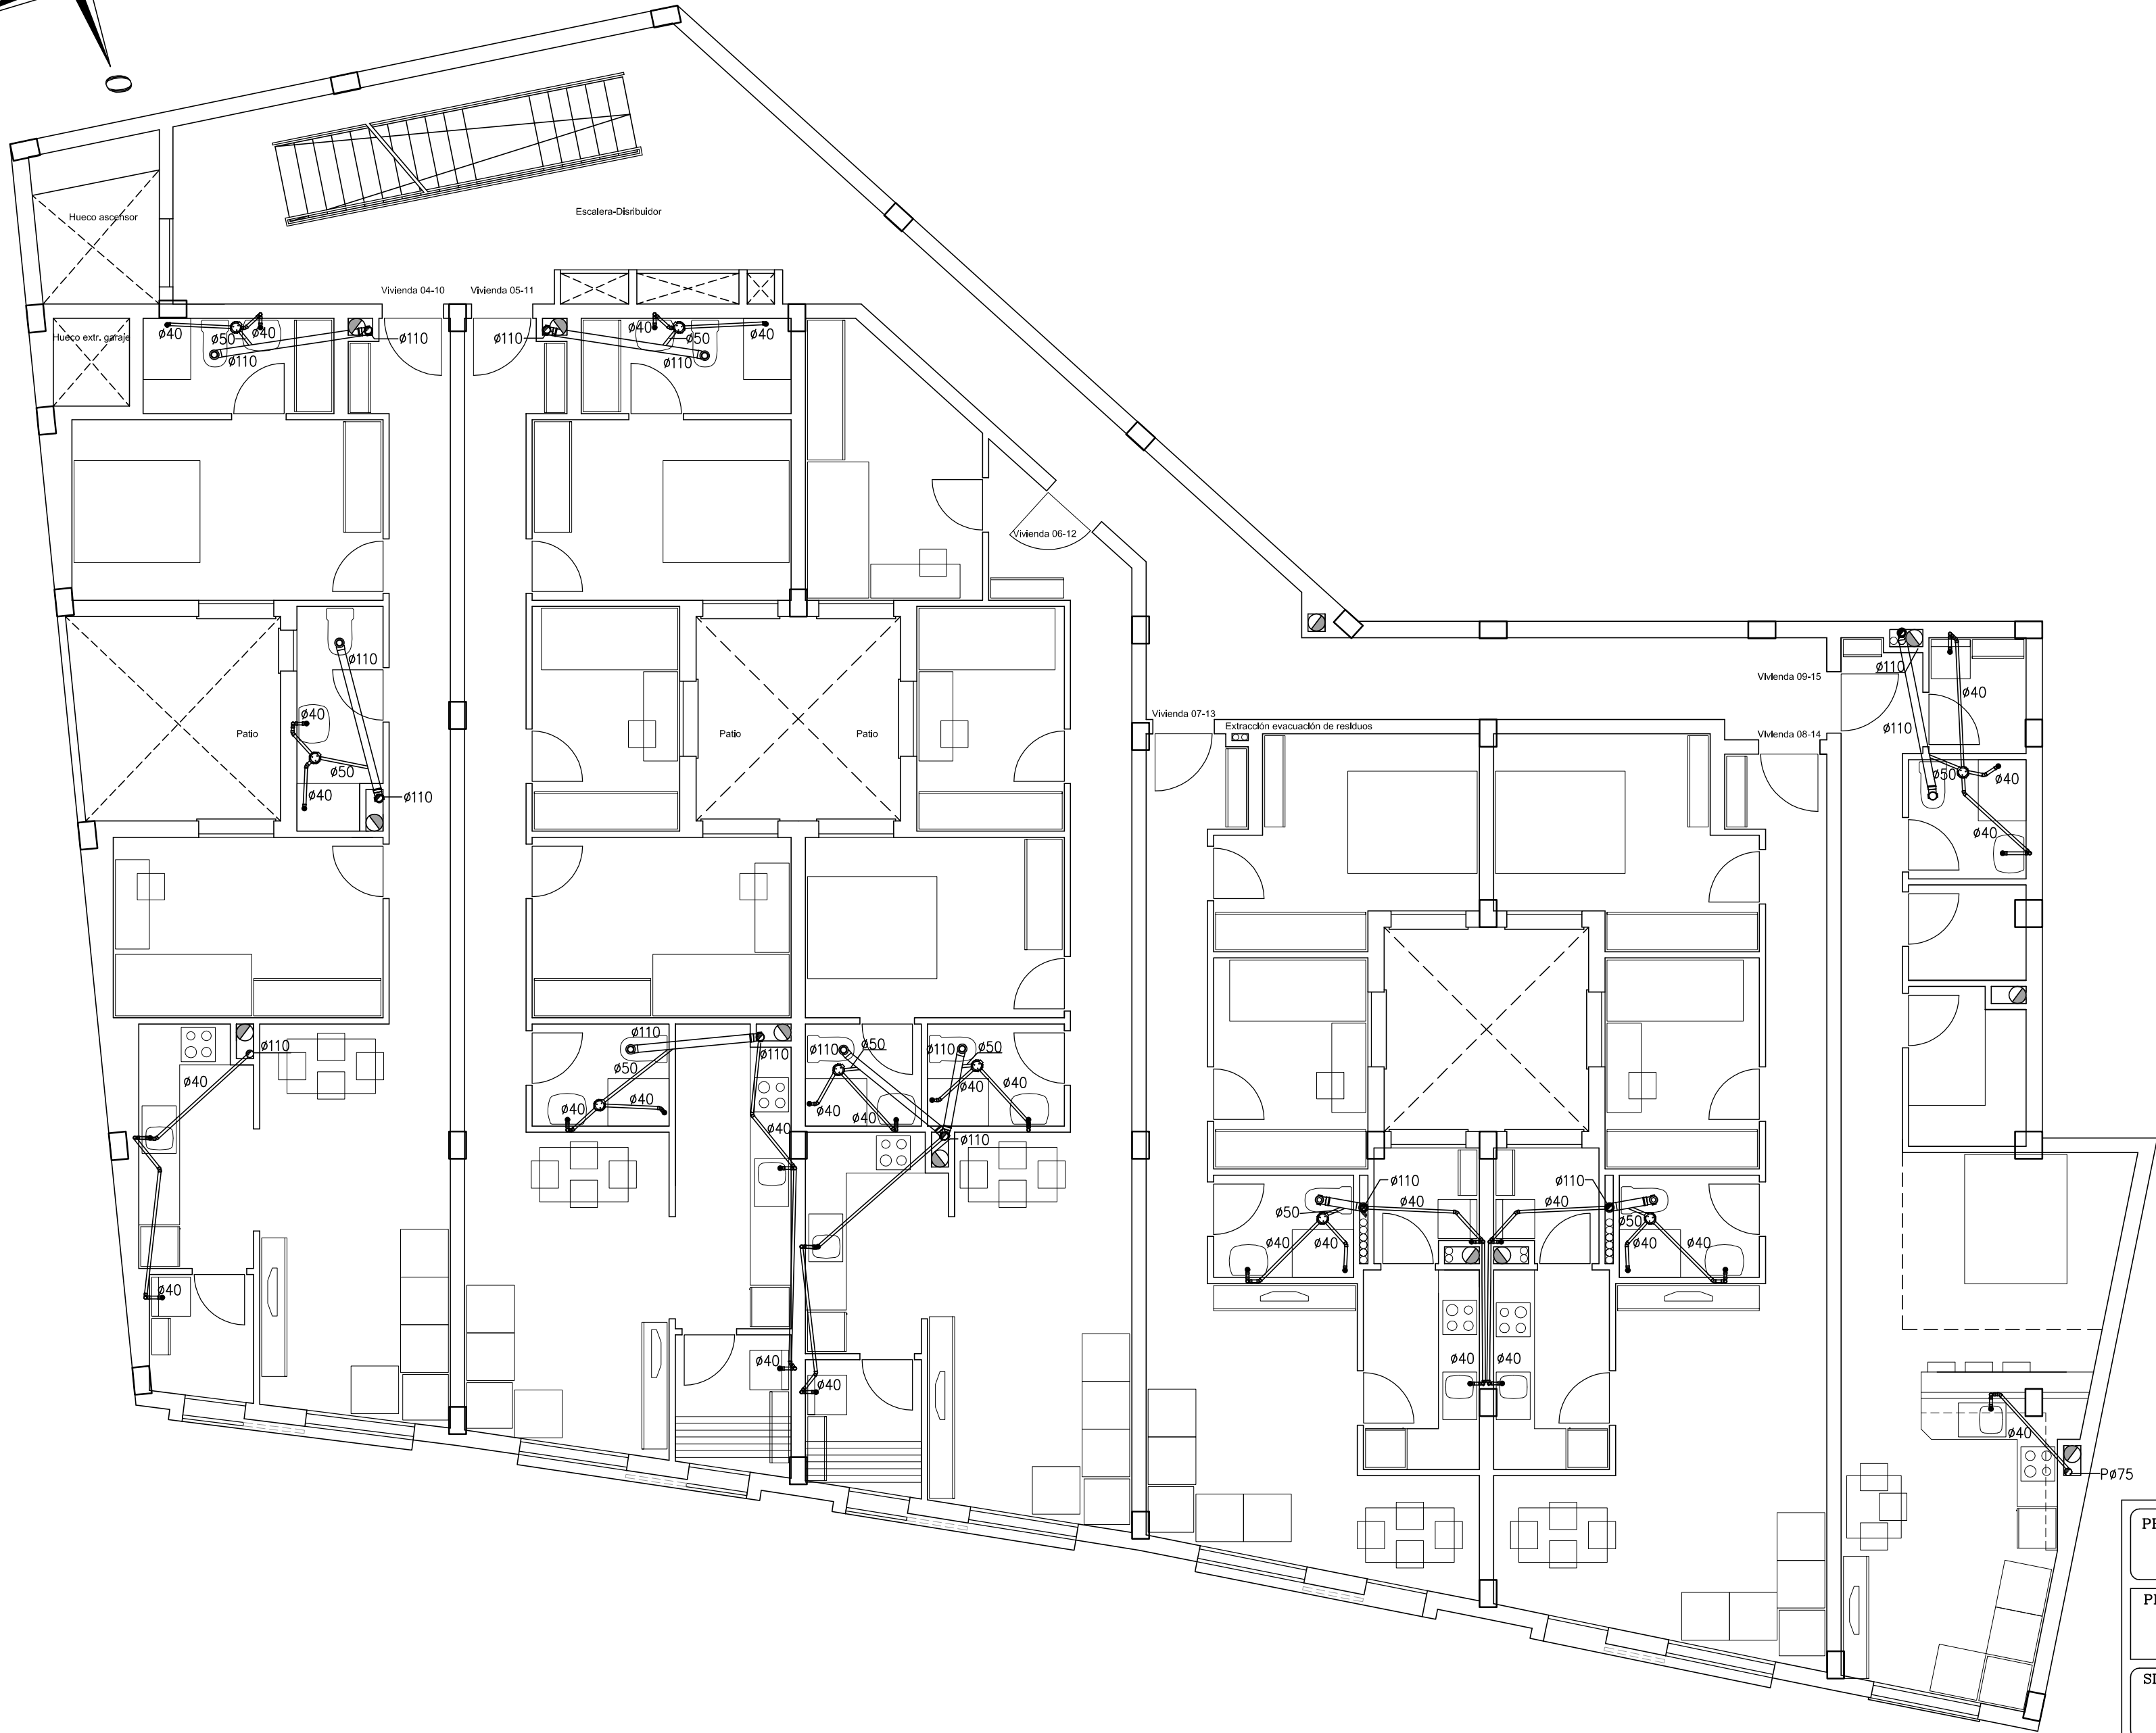 Hueco ascensor
Escalera-Disribuidor
Vivienda 04-10
Vivienda 05-11
Hueco extr. garaje
ø40
ø50
ø40
ø110
ø110
ø110
ø40
ø50
ø40
ø110
Vivienda 06-12
ø110
ø40
Patio
ø50
ø40
ø110
Patio
Patio
Vivienda 07-13
Extracción evacuación de residuos
Vivienda 09-15
Vivienda 08-14
ø110
ø40
ø110
ø50
ø40
ø40
ø110
ø40
ø40
ø110
ø110
ø50
ø40
ø40
ø40
ø40
ø110
ø50
ø40
ø40
ø110
ø50
ø40
ø40
ø110
ø40
ø110
ø40
ø50
ø40
ø40
ø110
ø40
ø50
ø40
ø40
ø40
ø40
ø40
Pø75